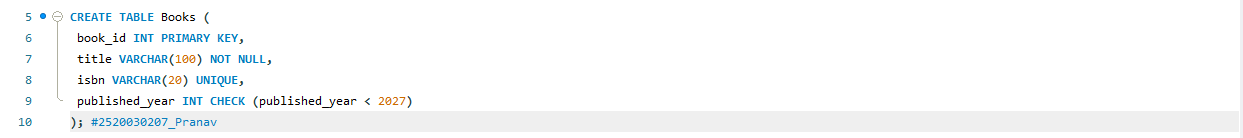 5 CREATE TABLE Books (
6 book_id INT PRIMARY KEY,
7 title VARCHAR(100) NOT NULL,
8 isbn VARCHAR(20) UNIQUE,
9 published_year INT CHECK (published_year < 2027)
10 ); #2520030207_Pranav